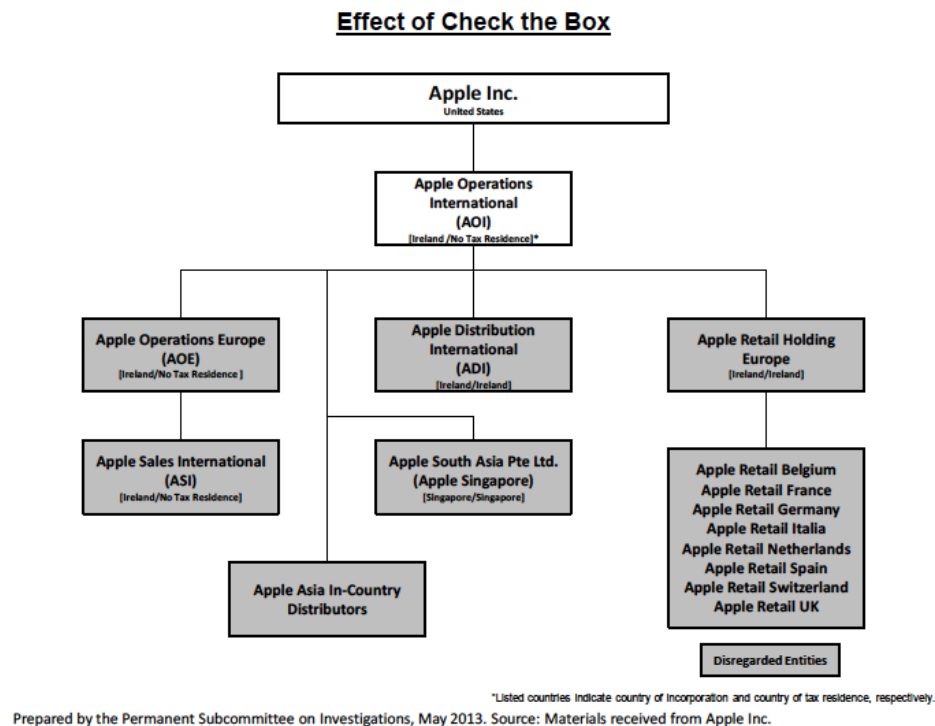 Effect of Check the Box
Apple Inc.
United States
Apple Operations
International
(AOI)
[Ireland /No Tax Residence]*
Apple Operations Europe
(AOE)
[Ireland/No Tax Residence ]
Apple Distribution
International
(ADI)
[Ireland/Ireland]
Apple Retail Holding
Europe
[Ireland/Ireland]
Apple Sales International
(ASI)
[Ireland/No Tax Residence]
Apple South Asia Pte Ltd.
(Apple Singapore)
[Singapore/Singapore]
Apple Retail Belgium
Apple Retail France
Apple Retail Germany
Apple Retail Italia
Apple Retail Netherlands
Apple Retail Spain
Apple Retail Switzerland
Apple Retail UK
Apple Asia In-Country
Distributors
Disregarded Entities
*Listed countries indicate country of incorporation and country of tax residence, respectively.
Prepared by the Permanent Subcommittee on Investigations, May 2013. Source: Materials received from Apple Inc.